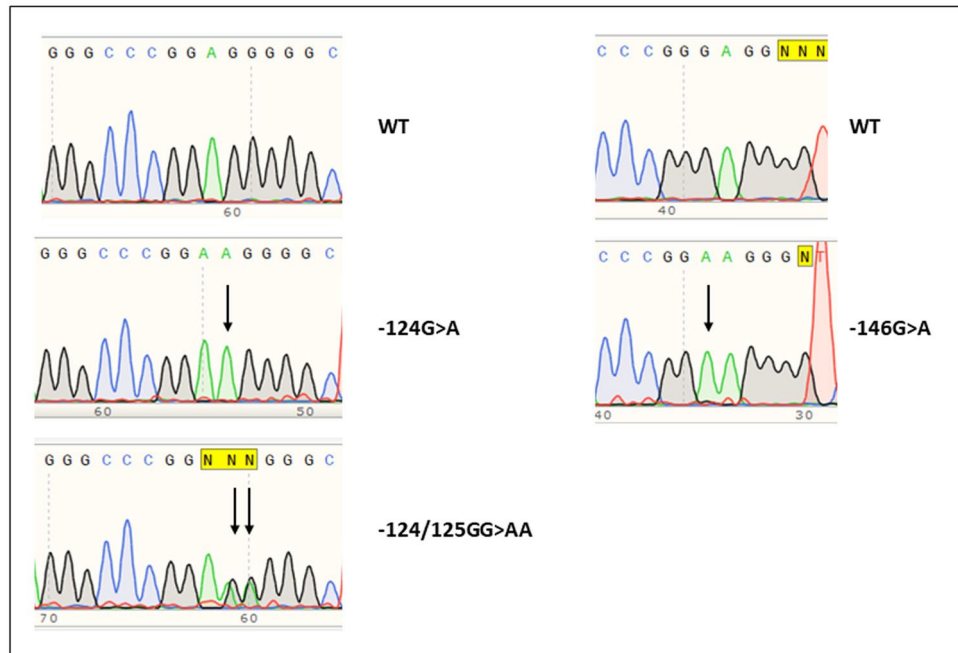 G G G C C C G G A G G G G G C
60
WT
G G G C C C G G A A G G G G C
60 50
-124G>A
G G G C C C G G N N N G G G C
70 60
-124/125GG>AA
C C C G G G A G G N N N
40
WT
C C C G G A A G G G N T
40 30
-146G>A